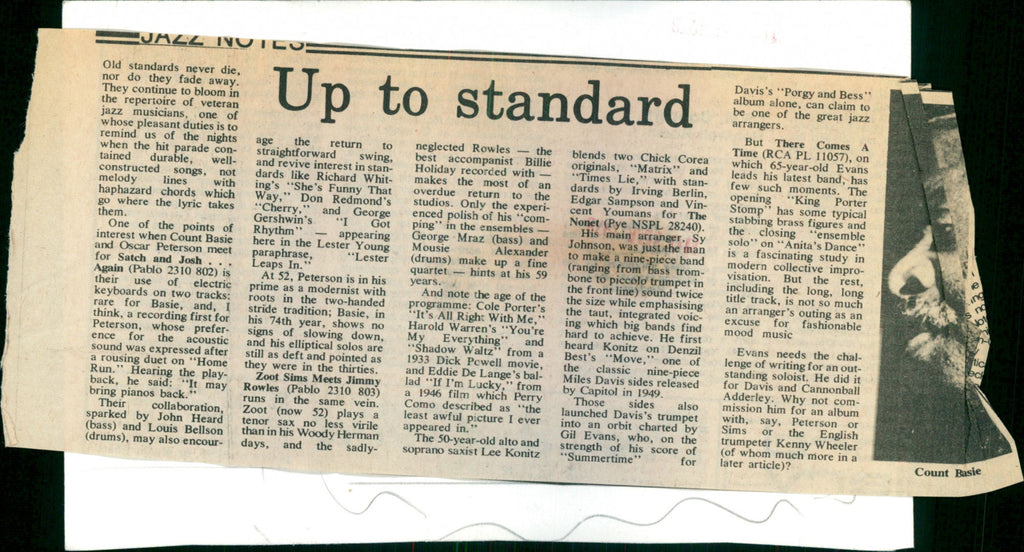 JAZZ NOTES
Up to standard
Old standards never die,
nor do they fade away.
They continue to bloom in
the repertoire of veteran
jazz musicians, one of
whose pleasant duties is to
remind us of the nights
when the hit parade con-
tained durable, well-
constructed songs, not
melody lines with
haphazard chords which
go where the lyric takes
them.
One of the points of
interest when Count Basie
and Oscar Peterson meet
for Satch and Josh . . .
Again (Pablo 2310 802) is
their use of electric
keyboards on two tracks:
rare for Basie, and, I
think, a recording first for
Peterson, whose prefer-
ence for the acoustic
sound was expressed after
a rousing duet on "Home
Run." Hearing the play-
back, he said: "It may
bring pianos back."
Their collaboration,
sparked by John Heard
(bass) and Louis Bellson
(drums), may also encour-
age the return to
straightforward swing,
and revive interest in stan-
dards like Richard Whit-
ing's "She's Funny That
Way," Don Redmond's
"Cherry," and George
Gershwin's "I Got
Rhythm" — appearing
here in the Lester Young
paraphrase, "Lester
Leaps In."
At 52, Peterson is in his
prime as a modernist with
roots in the two-handed
stride tradition; Basie, in
his 74th year, shows no
signs of slowing down,
and his elliptical solos are
still as deft and pointed as
they were in the thirties.
Zoot Sims Meets Jimmy
Rowles (Pablo 2310 803)
runs in the same vein.
Zoot (now 52) plays a
tenor sax no less virile
than in his Woody Herman
days, and the sadly-
neglected Rowles — the
best accompanist Billie
Holiday recorded with —
makes the most of an
overdue return to the
studios. Only the experi-
enced polish of his "com-
ping" in the ensembles —
George Mraz (bass) and
Mousie Alexander
(drums) make up a fine
quartet — hints at his 59
years.
And note the age of the
programme: Cole Porter's
"It's All Right With Me,"
Harold Warren's "You're
My Everything" and
"Shadow Waltz" from a
1933 Dick Powell movie,
and Eddie De Lange's bal-
lad "If I'm Lucky," from
a 1946 film which Perry
Como described as "the
least awful picture I ever
appeared in."
The 50-year-old alto and
soprano saxist Lee Konitz
blends two Chick Corea
originals, "Matrix" and
"Times Lie," with stan-
dards by Irving Berlin,
Edgar Sampson and Vin-
cent Youmans for The
Nonet (Pye NSPL 28240).
His main arranger, Sy
Johnson, was just the man
to make a nine-piece band
(ranging from bass trom-
bone to piccolo trumpet in
the front line) sound twice
the size while emphasising
the taut, integrated voic-
ing which big bands find
hard to achieve. He first
heard Konitz on Denzil
Best's "Move," one of
the classic nine-piece
Miles Davis sides released
by Capitol in 1949.
Those sides also
launched Davis's trumpet
into an orbit charted by
Gil Evans, who, on the
strength of his score of
"Summertime" for
Davis's "Porgy and Bess"
album alone, can claim to
be one of the great jazz
arrangers.
But There Comes A
Time (RCA PL 11057), on
which 65-year-old Evans
leads his latest band, has
few such moments. The
opening "King Porter
Stomp" has some typical
stabbing brass figures and
the closing "ensemble
solo" on "Anita's Dance"
is a fascinating study in
modern collective impro-
visation. But the rest,
including the long, long
title track, is not so much
an arranger's outing as an
excuse for fashionable
mood music
Evans needs the chal-
lenge of writing for an out-
standing soloist. He did it
for Davis and Cannonball
Adderley. Why not com-
mission him for an album
with, say, Peterson or
Sims or the English
trumpeter Kenny Wheeler
(of whom much more in a
later article)?
Count Basie